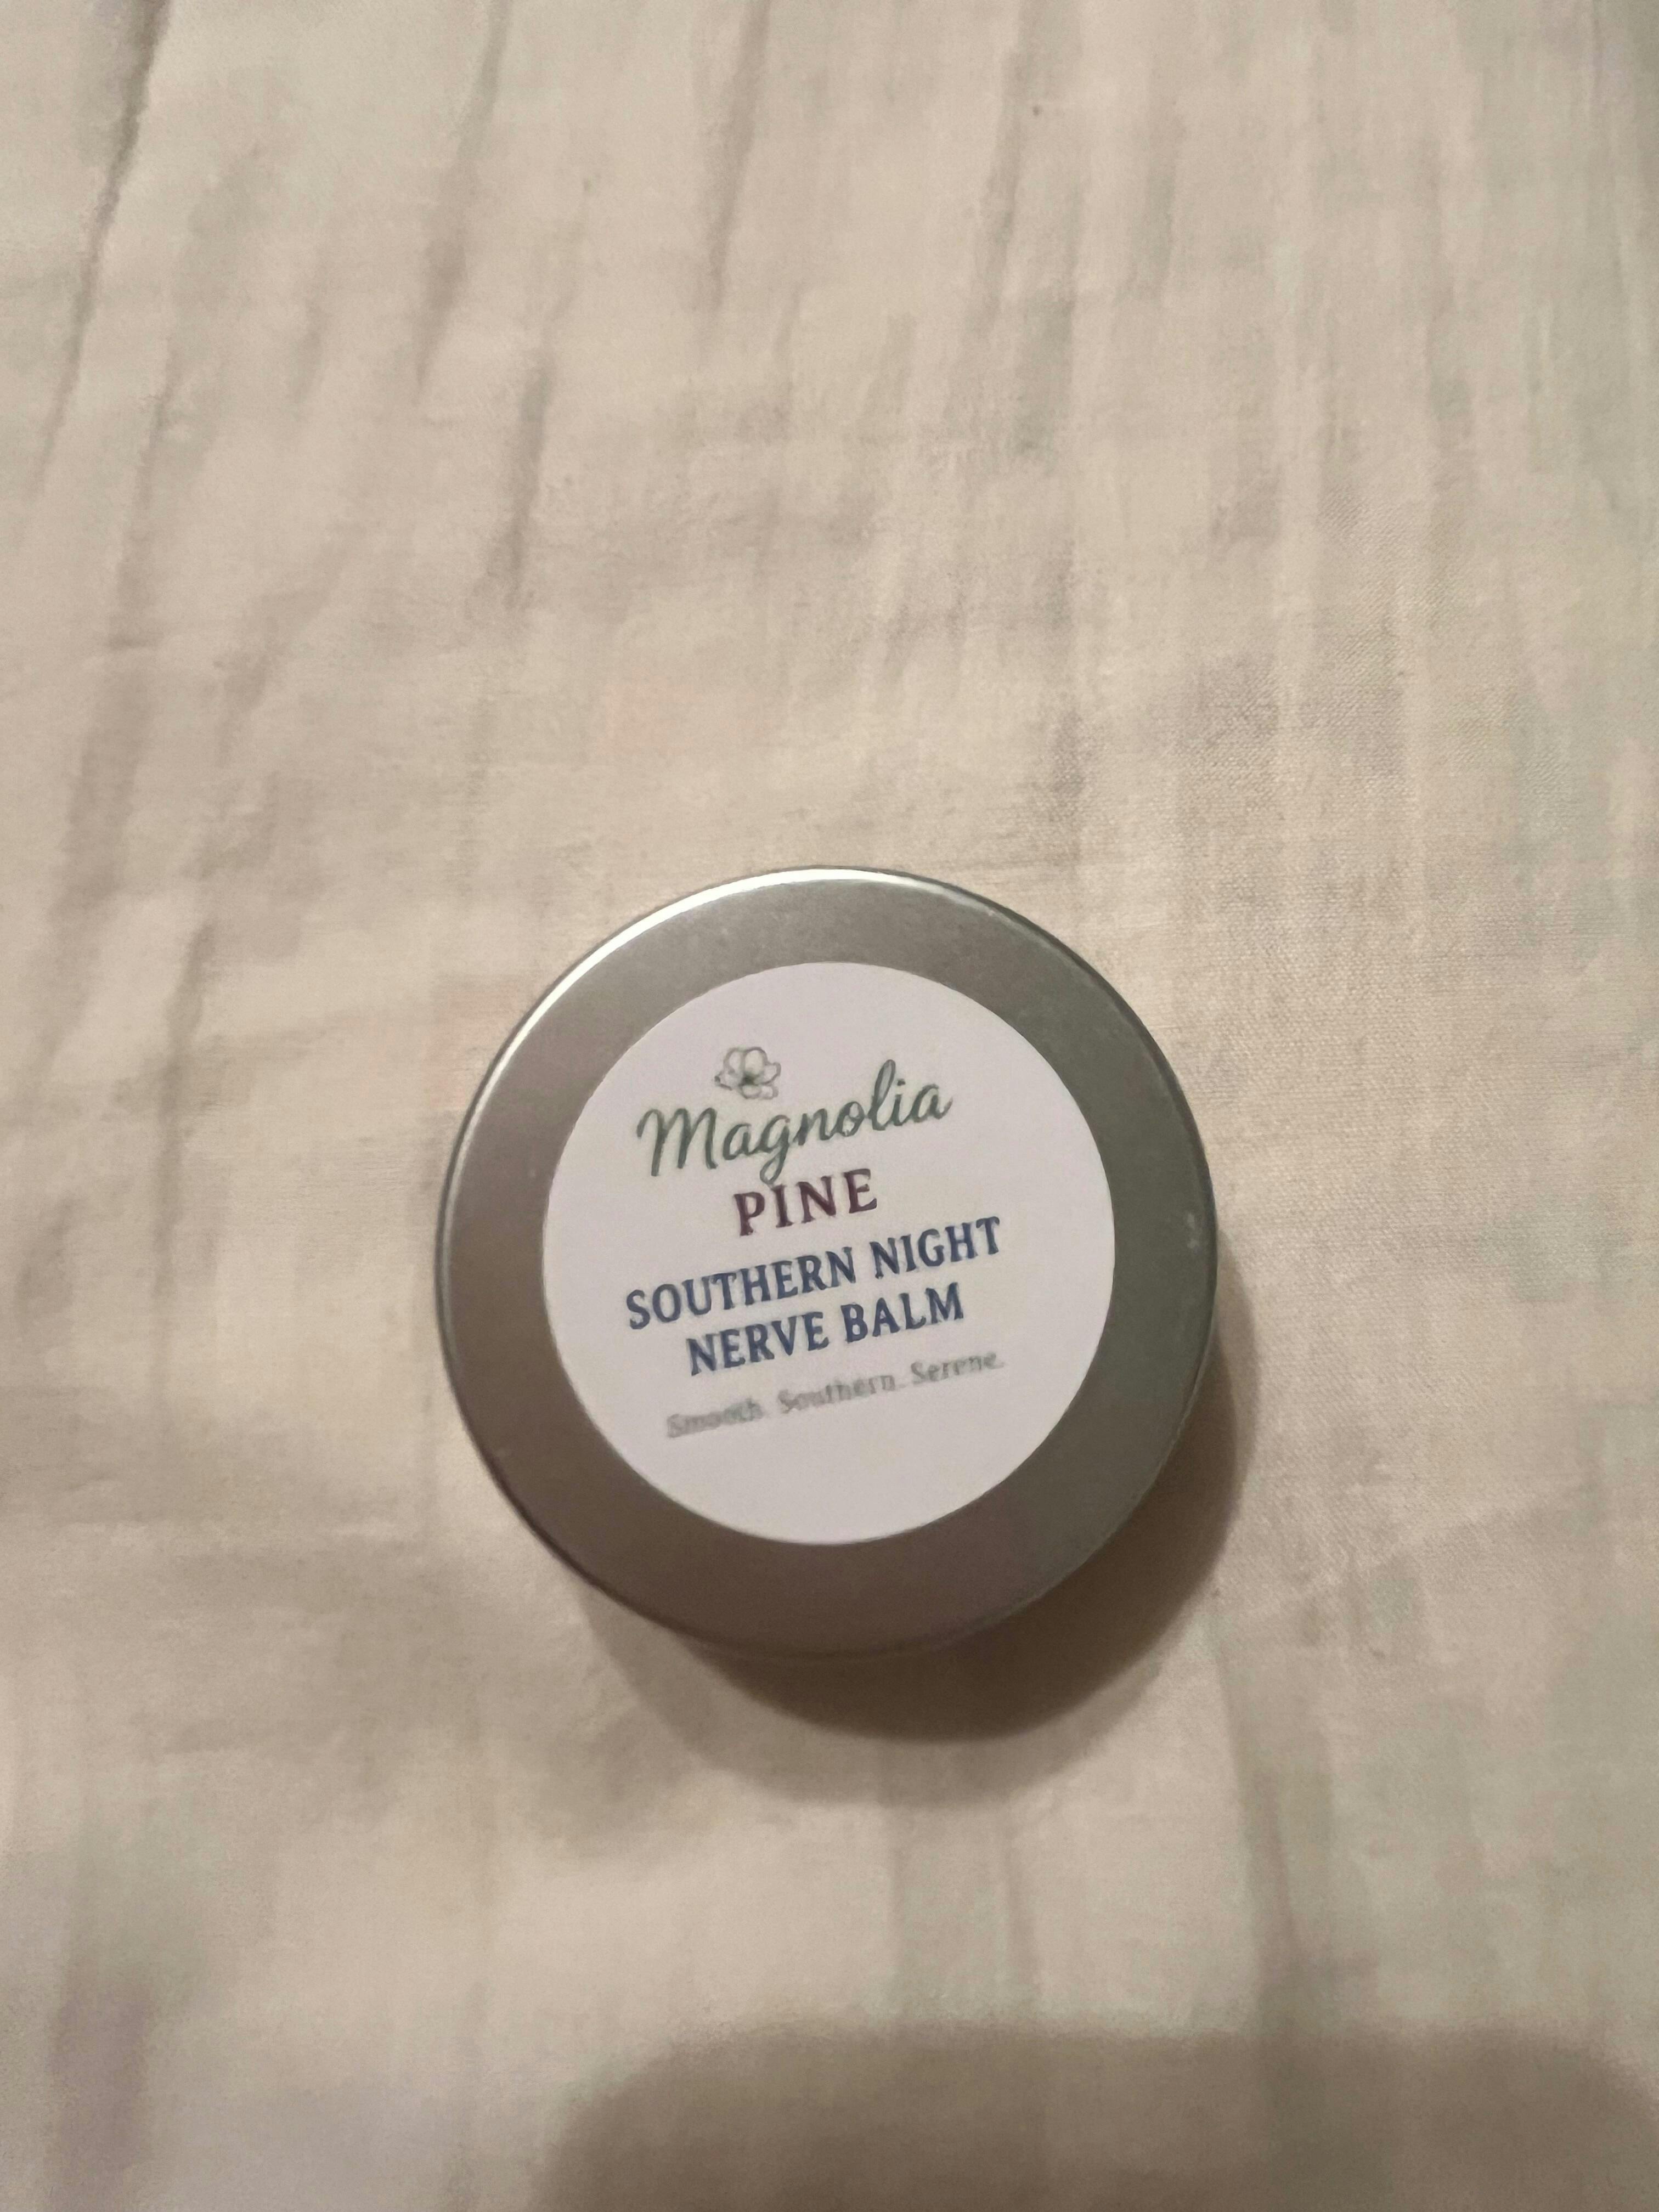 Magnolia
PINE
SOUTHERN NIGHT
NERVE BALM
Smooth. Southern. Serene.